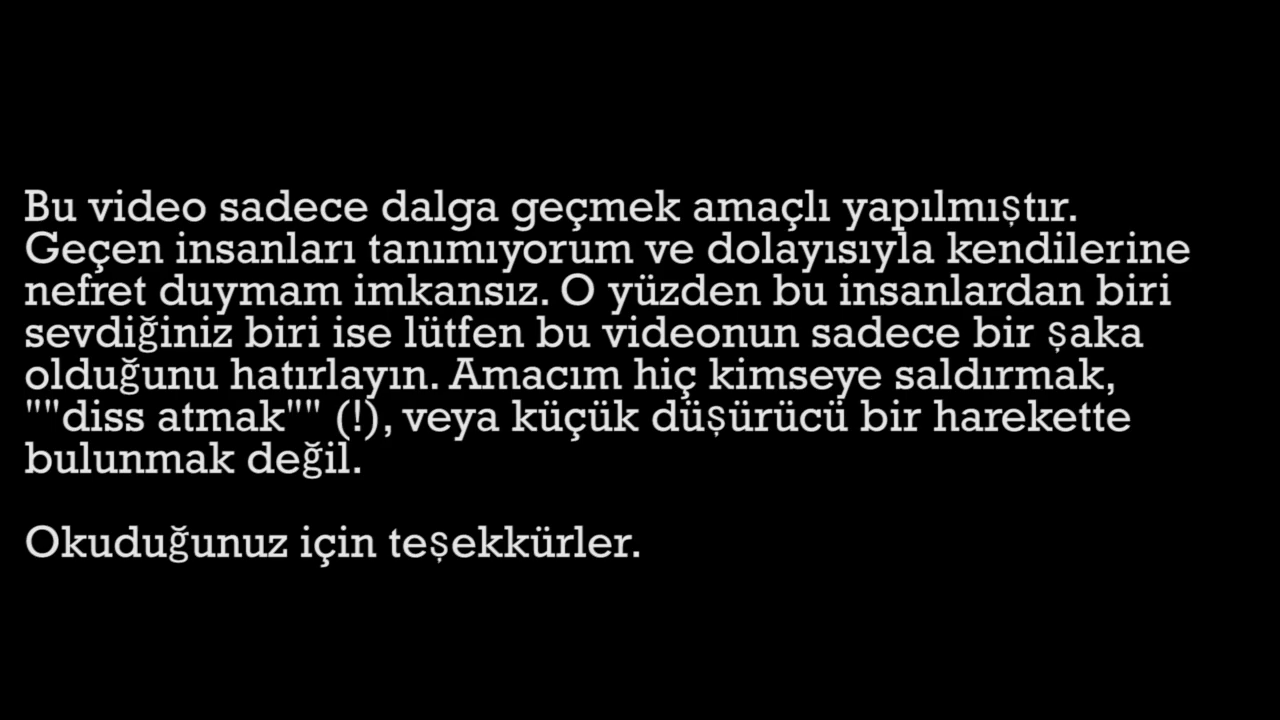 Bu video sadece dalga geçmek amaçlı yapılmıştır.
Geçen insanları tanımıyorum ve dolayısıyla kendilerine
nefret duymam imkansız. O yüzden bu insanlardan biri
sevdiğiniz biri ise lütfen bu videonun sadece bir şaka
olduğunu hatırlayın. Amacım hiç kimseye saldırmak,
""diss atmak"" (!), veya küçük düşürücü bir harekette
bulunmak değil.
Okuduğunuz için teşekkürler.